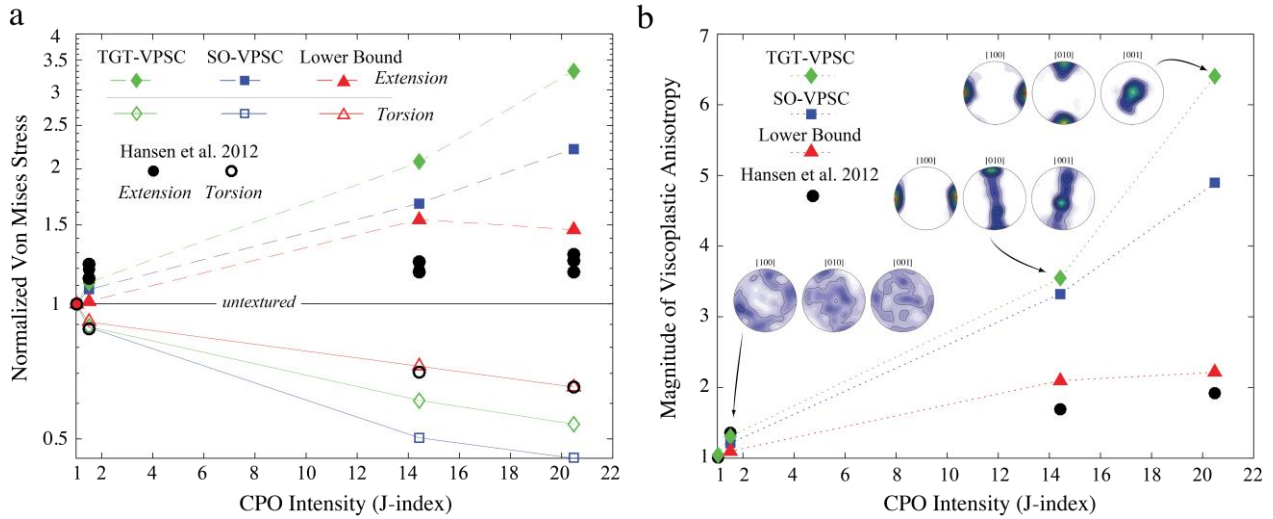 a
Normalized Von Mises Stress
4
3.5
3
2.5
2
1.5
1
0.5
TGT-VPSC SO-VPSC Lower Bound
Extension
Torsion
Hansen et al. 2012
Extension Torsion
untextured
1 2 4 6 8 10 12 14 16 18 20 22
CPO Intensity (J-index)
b
Magnitude of Viscoplastic Anisotropy
7
6
5
4
3
2
1
TGT-VPSC
SO-VPSC
Lower Bound
Hansen et al. 2012
[100] [010] [001]
[100] [010] [001]
[100] [010] [001]
1 2 4 6 8 10 12 14 16 18 20 22
CPO Intensity (J-index)